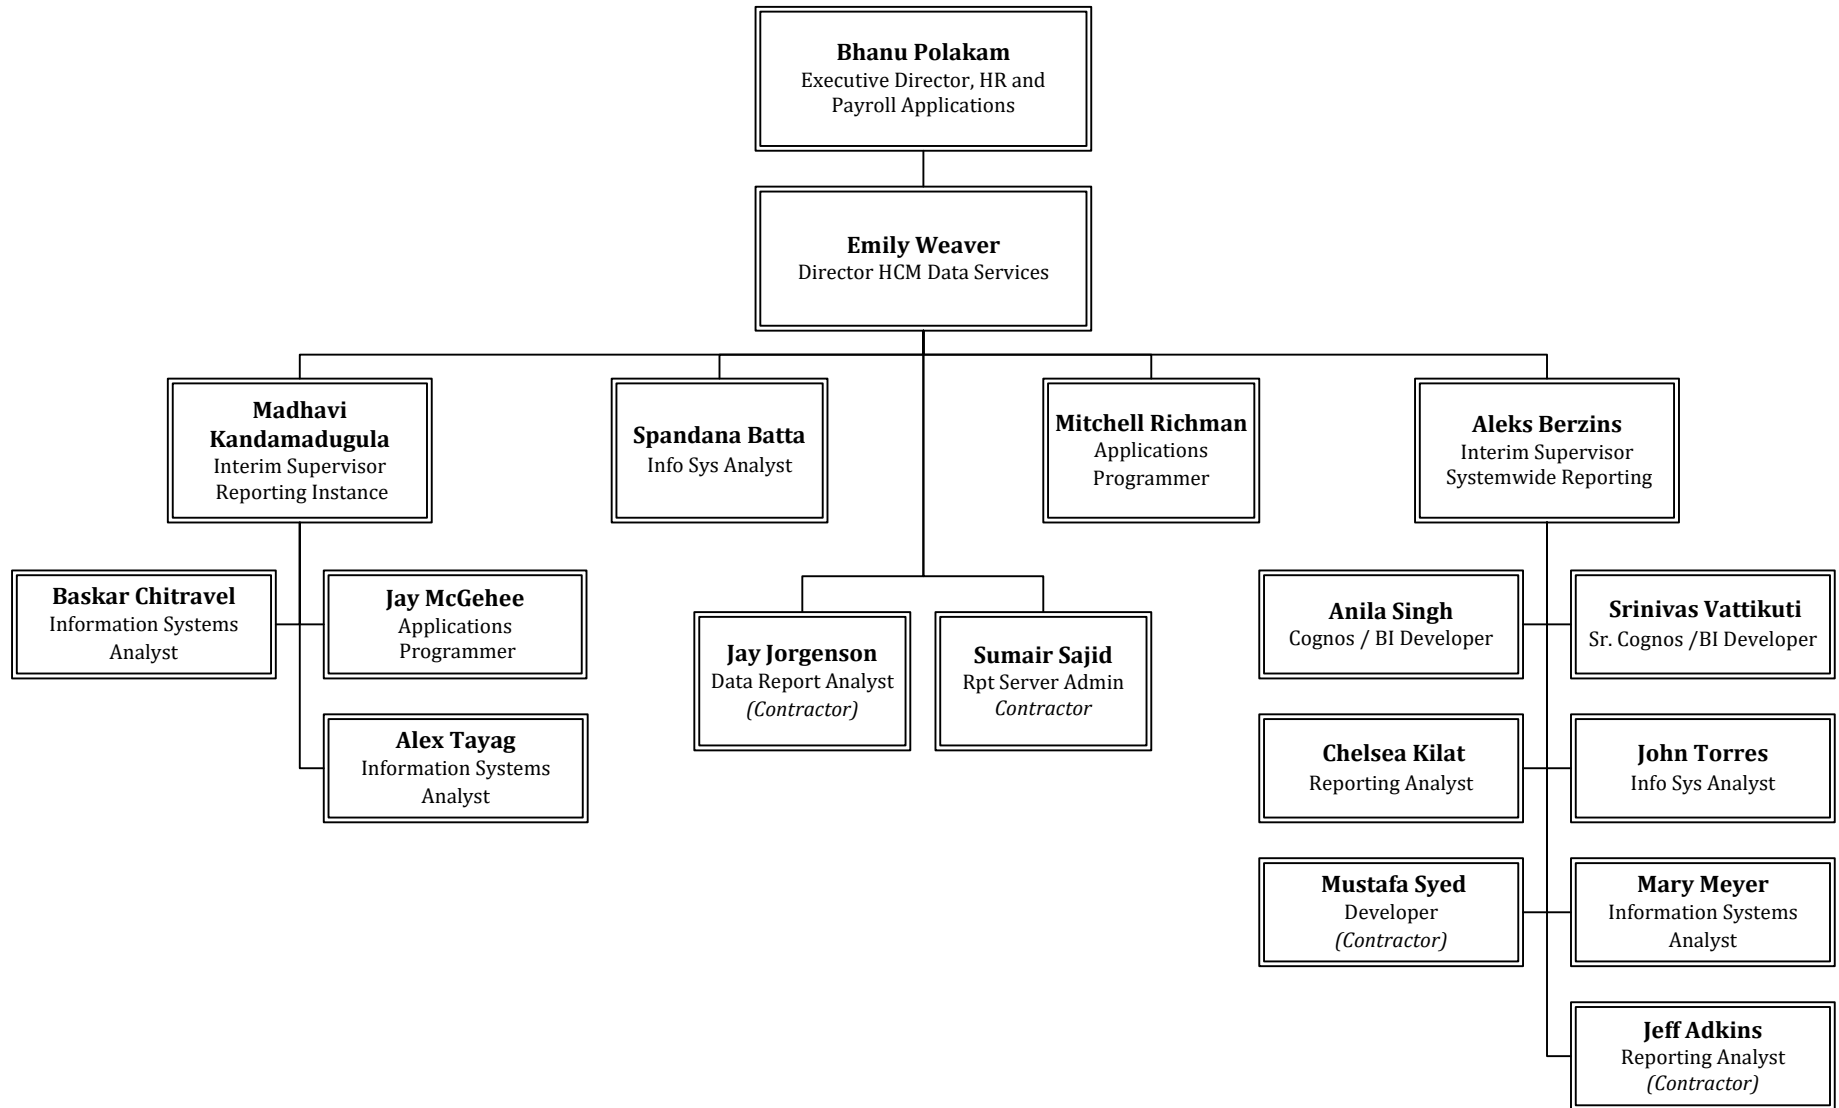 Bhanu Polakam
Executive Director, HR and
Payroll Applications
Emily Weaver
Director HCM Data Services
Madhavi
Kandamadugula
Interim Supervisor
Reporting Instance
Spandana Batta
Info Sys Analyst
Mitchell Richman
Applications
Programmer
Aleks Berzins
Interim Supervisor
Systemwide Reporting
Baskar Chitravel
Information Systems
Analyst
Jay McGehee
Applications
Programmer
Alex Tayag
Information Systems
Analyst
Jay Jorgenson
Data Report Analyst
(Contractor)
Sumair Sajid
Rpt Server Admin
Contractor
Anila Singh
Cognos / BI Developer
Srinivas Vattikuti
Sr. Cognos /BI Developer
Chelsea Kilat
Reporting Analyst
John Torres
Info Sys Analyst
Mustafa Syed
Developer
(Contractor)
Mary Meyer
Information Systems
Analyst
Jeff Adkins
Reporting Analyst
(Contractor)